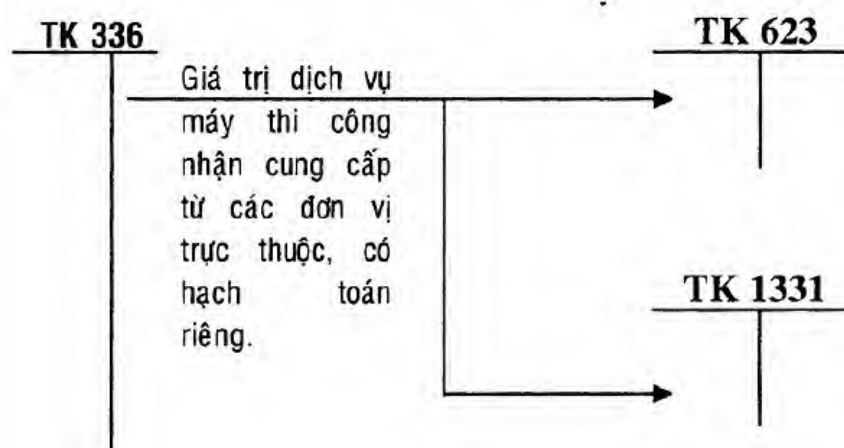 TK 336
TK 623
Giá trị dịch vụ
máy thi công
nhận cung cấp
từ các đơn vị
trực thuộc, có
hạch toán
riêng.
TK 1331